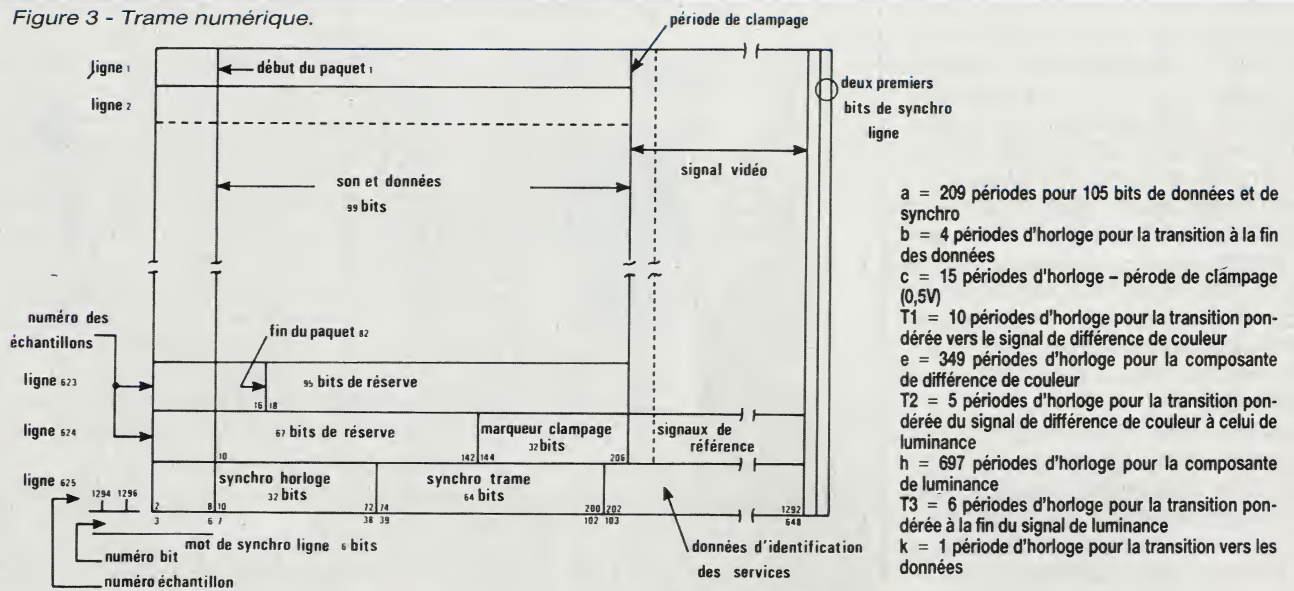 Figure 3 - Trame numérique.
période de clampage
ligne 1
début du paquet 1
ligne 2
deux premiers
bits de synchro
ligne
signal vidéo
son et données
99 bits
numéro des
échantillons
fin du paquet 82
ligne 623
95 bits de réserve
16 18
ligne 624
67 bits de réserve
marqueur clampage
32 bits
signaux de
référence
10
142 144
206
ligne 625
synchro horloge
32 bits
synchro trame
64 bits
1294 1296
2 8 10 72 74 200 202 1292
3 6 7 38 39 102 103 648
mot de synchro ligne 6 bits
numéro bit
numéro échantillon
données d'identification
des services
a = 209 périodes pour 105 bits de données et de
synchro
b = 4 périodes d'horloge pour la transition à la fin
des données
c = 15 périodes d'horloge – pérode de clámpage
(0,5V)
T1 = 10 périodes d'horloge pour la transition pon-
dérée vers le signal de différence de couleur
e = 349 périodes d'horloge pour la composante
de différence de couleur
T2 = 5 périodes d'horloge pour la transition pon-
dérée du signal de différence de couleur à celui de
luminance
h = 697 périodes d'horloge pour la composante
de luminance
T3 = 6 périodes d'horloge pour la transition pon-
dérée à la fin du signal de luminance
k = 1 période d'horloge pour la transition vers les
données